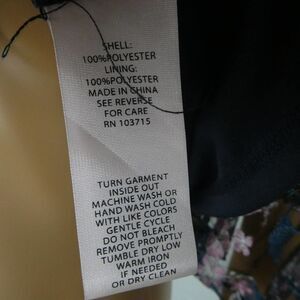 SHELL:
100%POLYESTER
LINING:
100%POLYESTER
MADE IN CHINA
SEE REVERSE
FOR CARE
RN 103715
TURN GARMENT
INSIDE OUT
MACHINE WASH OR
HAND WASH COLD
WITH LIKE COLORS
GENTLE CYCLE
DO NOT BLEACH
REMOVE PROMPTLY
TUMBLE DRY LOW
WARM IRON
IF NEEDED
OR DRY CLEAN